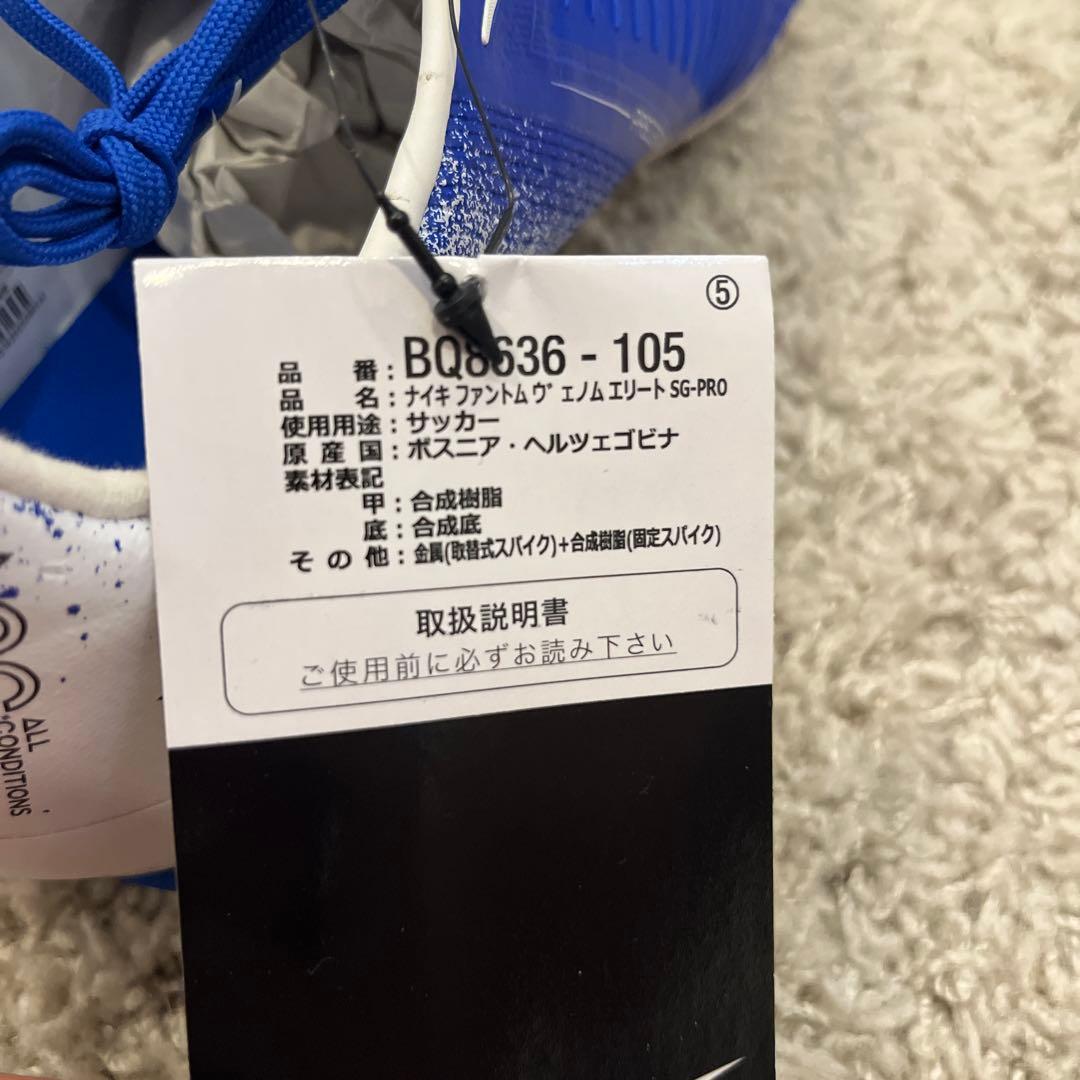 ⑤
品番：BQ8636 - 105
品名：ナイキ ファントム ヴェノム エリート SG-PRO
使用用途：サッカー
原産国：ボスニア・ヘルツェゴビナ
素材表記
甲：合成樹脂
底：合成底
その他：金属(取替式スパイク)+合成樹脂(固定スパイク)
取扱説明書
ご使用前に必ずお読み下さい
ALL
CONDITIONS